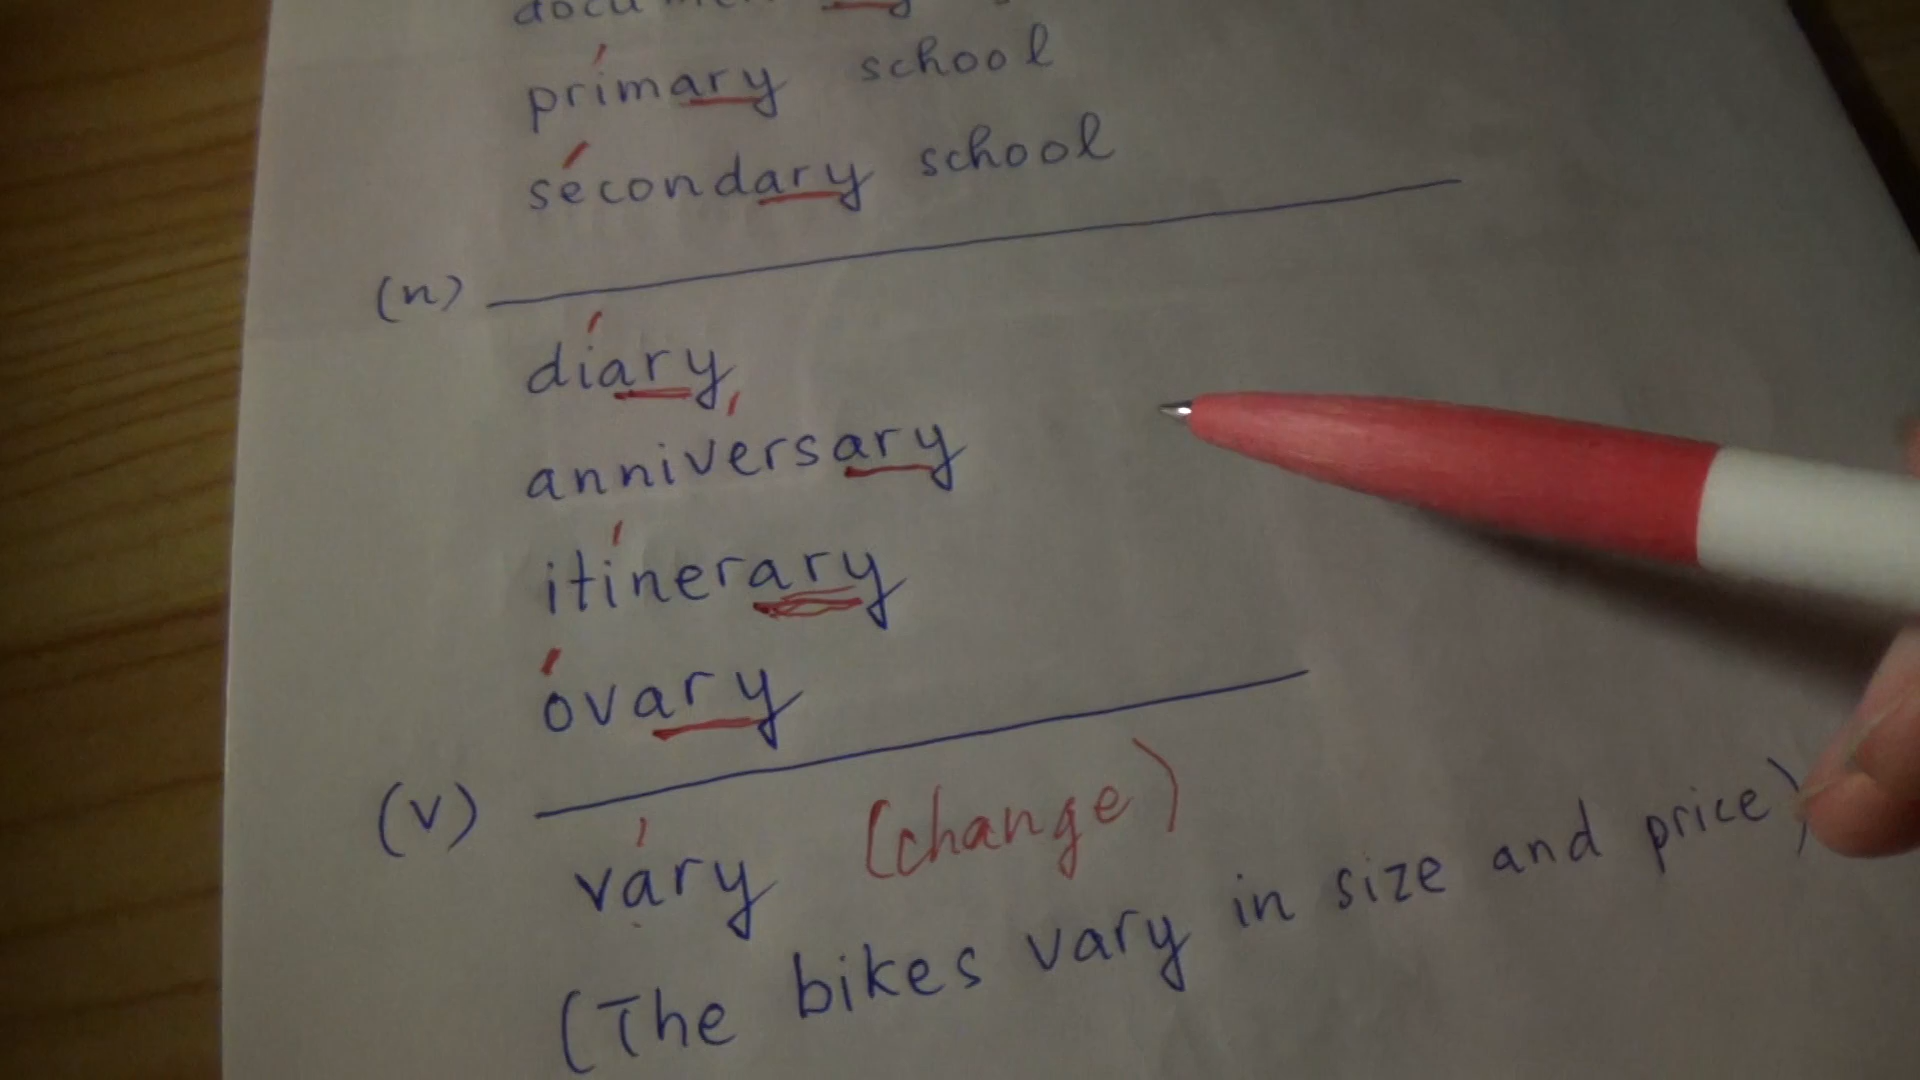 primary school
secondary school
(n)
diary
anniversary
itinerary
ovary
(v)
vary (change)
(The bikes vary in size and price)